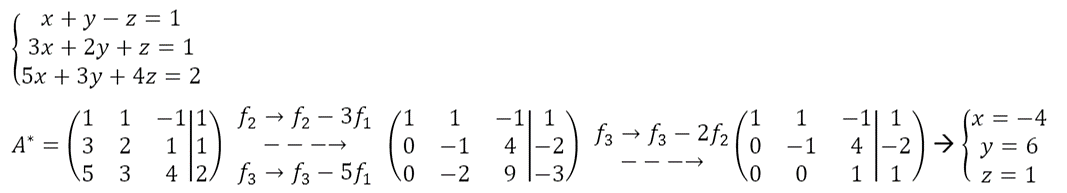 x + y − z = 1
3x + 2y + z = 1
5x + 3y + 4z = 2
A* = (1 1 −1|1; 3 2 1|1; 5 3 4|2) f₂ → f₂ − 3f₁ − − −→ f₃ → f₃ − 5f₁ (1 1 −1|1; 0 −1 4|−2; 0 −2 9|−3) f₃ → f₃ − 2f₂ − − −→ (1 1 −1|1; 0 −1 4|−2; 0 0 1|1) → {x = −4; y = 6; z = 1